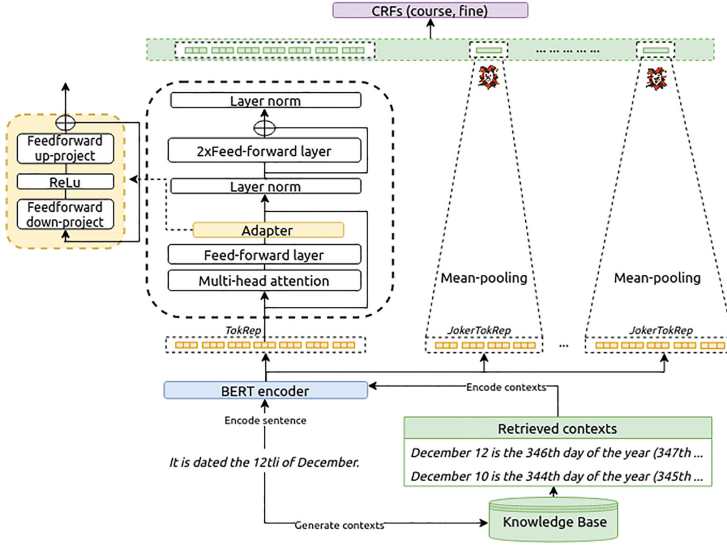 CRFs (course, fine)
... ... ... ... ...
Layer norm
2xFeed-forward layer
Layer norm
Adapter
Feed-forward layer
Multi-head attention
Feedforward
up-project
ReLu
Feedforward
down-project
Mean-pooling
Mean-pooling
TokRep
JokerTokRep
...
JokerTokRep
BERT encoder
Encode contexts
Encode sentence
Retrieved contexts
December 12 is the 346th day of the year (347th ...
December 10 is the 344th day of the year (345th ...
It is dated the 12tli of December.
Generate contexts
Knowledge Base